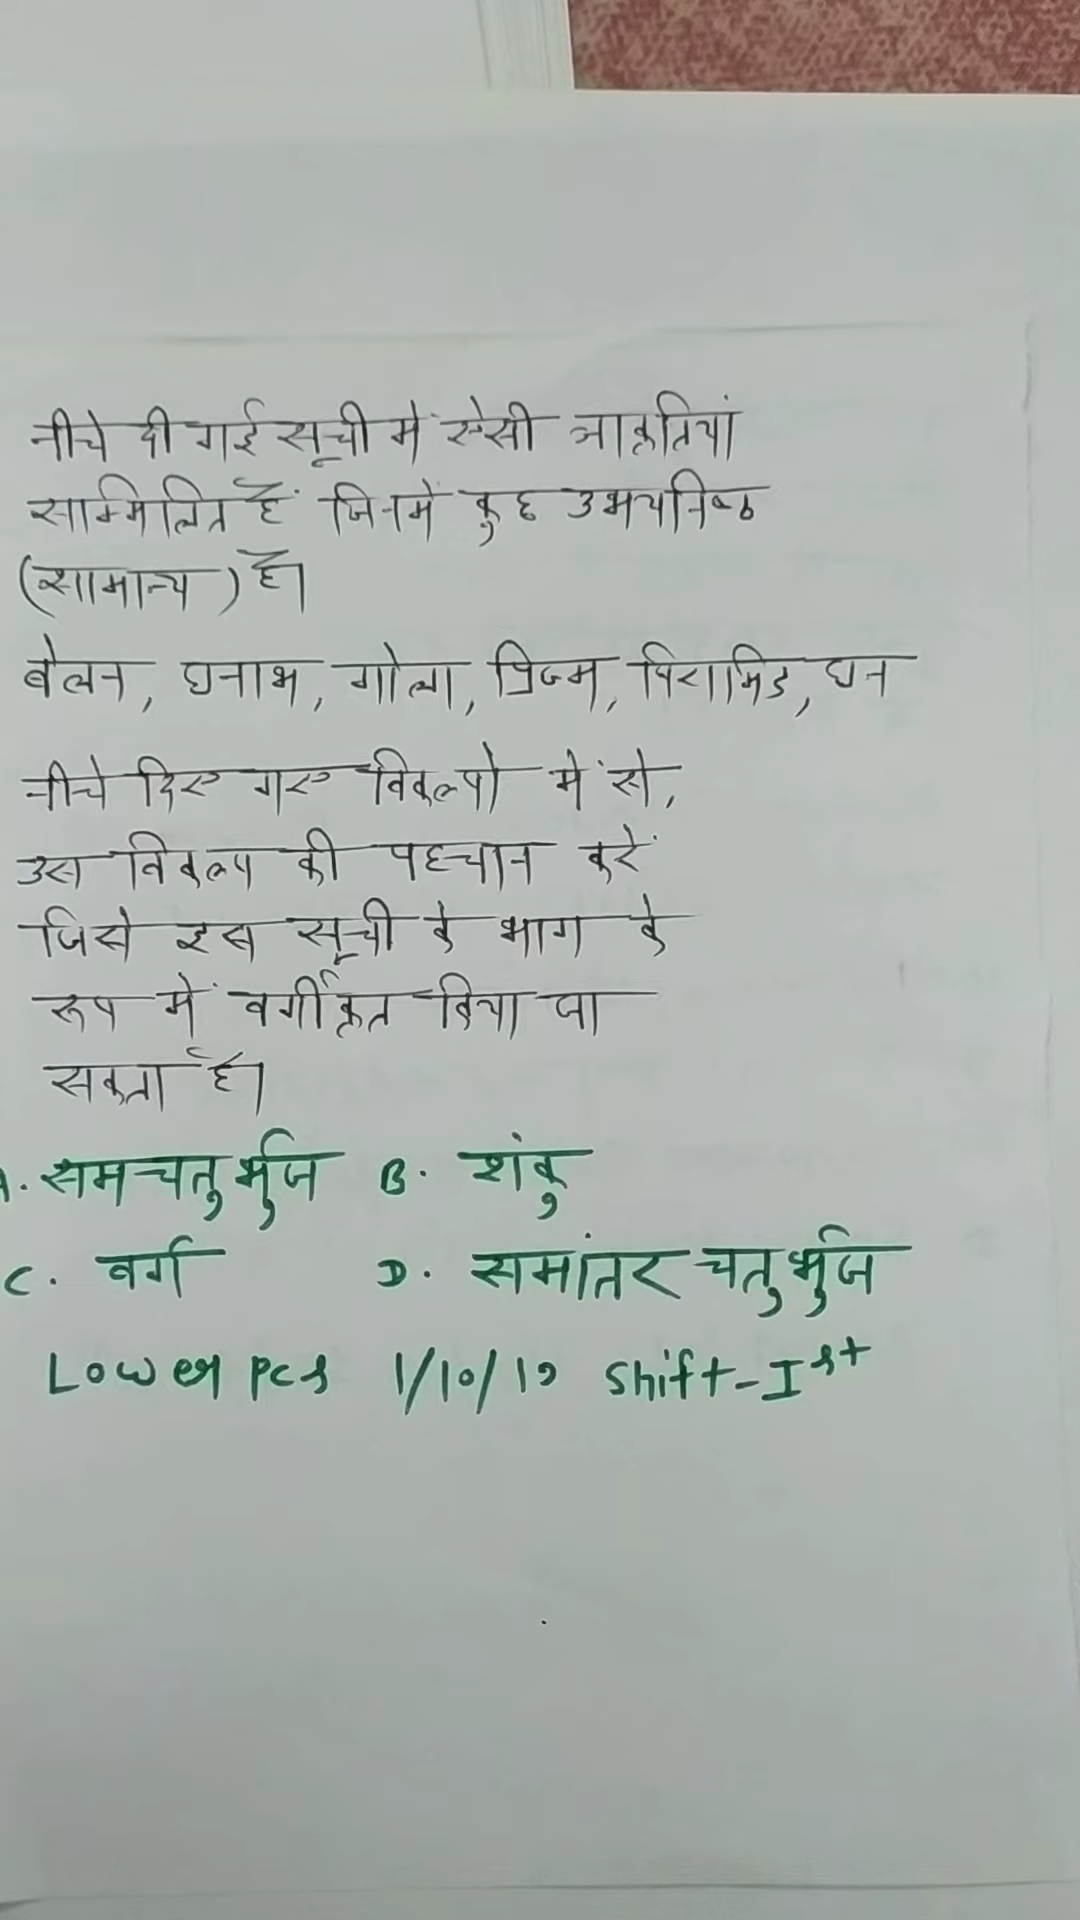 नीचे दी गई सूची में ऐसी आकृतियां
सम्मिलित हैं जिनमें कुछ उभयनिष्ठ
(सामान्य) है।
बेलन, घनाभ, गोला, प्रिज्म, पिरामिड, घन
नीचे दिए गए विकल्पो में से,
उस विकल्प की पहचान करें
जिसे इस सूची के भाग के
रूप में वर्गीकृत किया जा
सकता है।
A. समचतुर्भुज B. शंकु
C. वर्ग D. समांतर चतुर्भुज
Lower Pcs 1/10/19 Shift-Ist